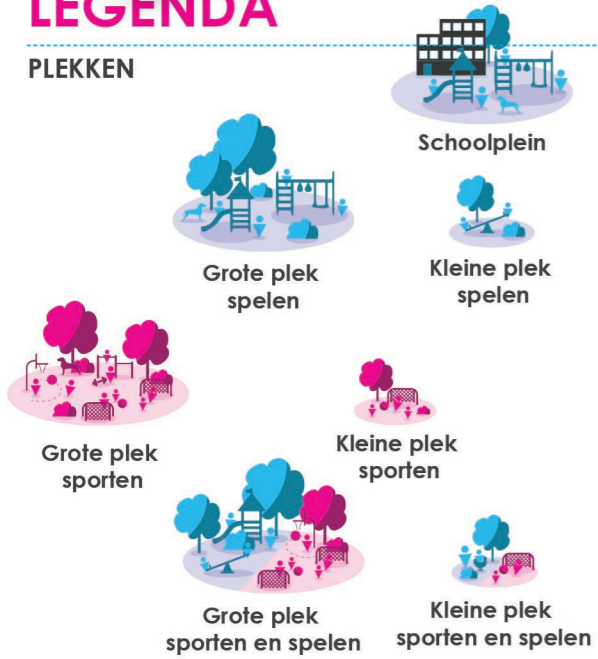 LEGENDA
PLEKKEN
Schoolplein
Grote plek
spelen
Kleine plek
spelen
Grote plek
sporten
Kleine plek
sporten
Grote plek
sporten en spelen
Kleine plek
sporten en spelen